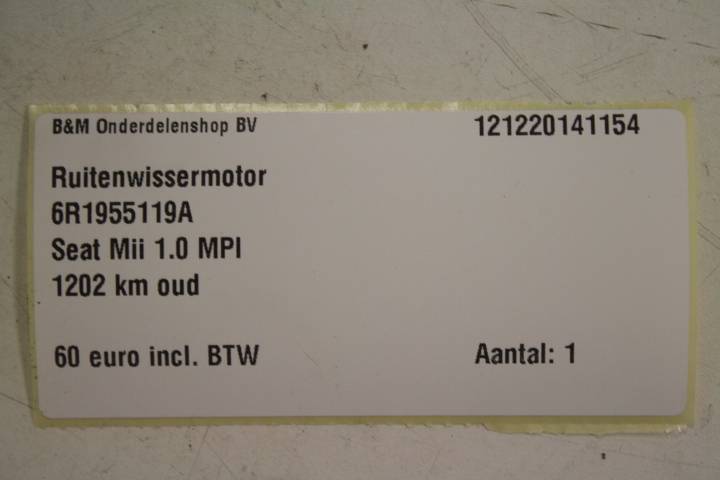 B&M Onderdelenshop BV 121220141154
Ruitenwissermotor
6R1955119A
Seat Mii 1.0 MPI
1202 km oud
60 euro incl. BTW Aantal: 1